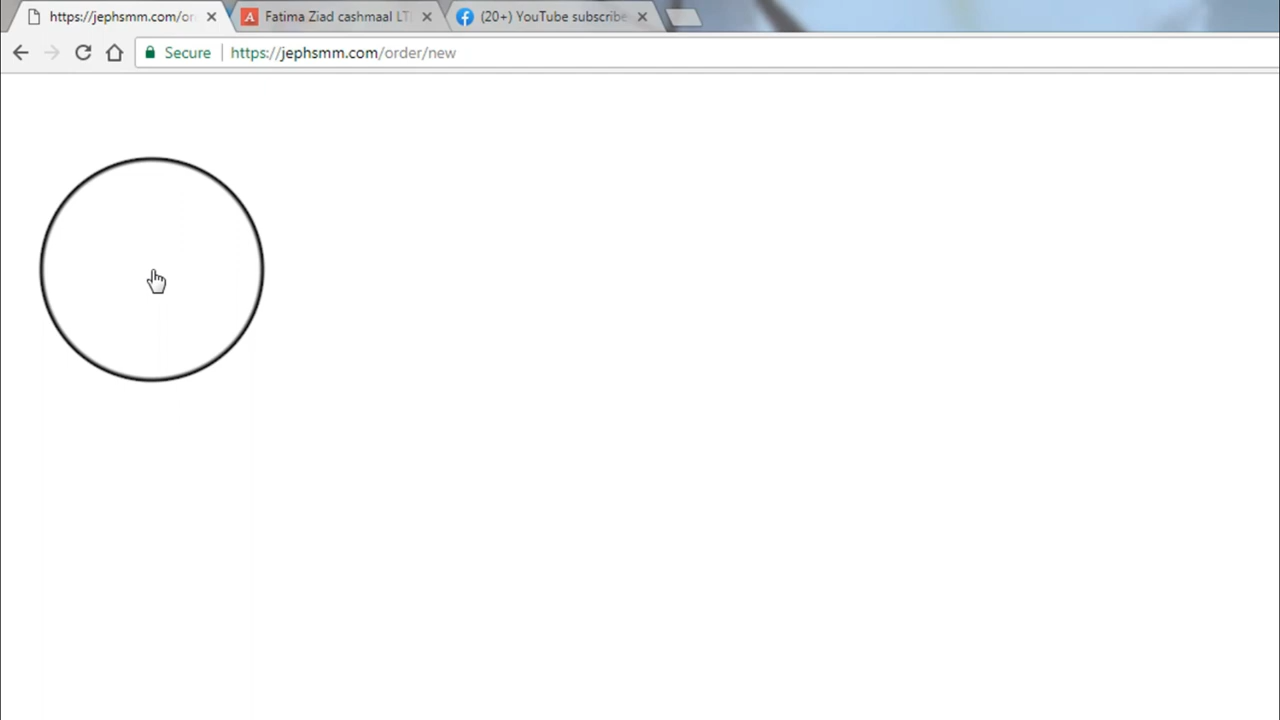 https://jephsmm.com/or
Fatima Ziad cashmaal LT
(20+) YouTube subscribe
Secure
https://jephsmm.com/order/new